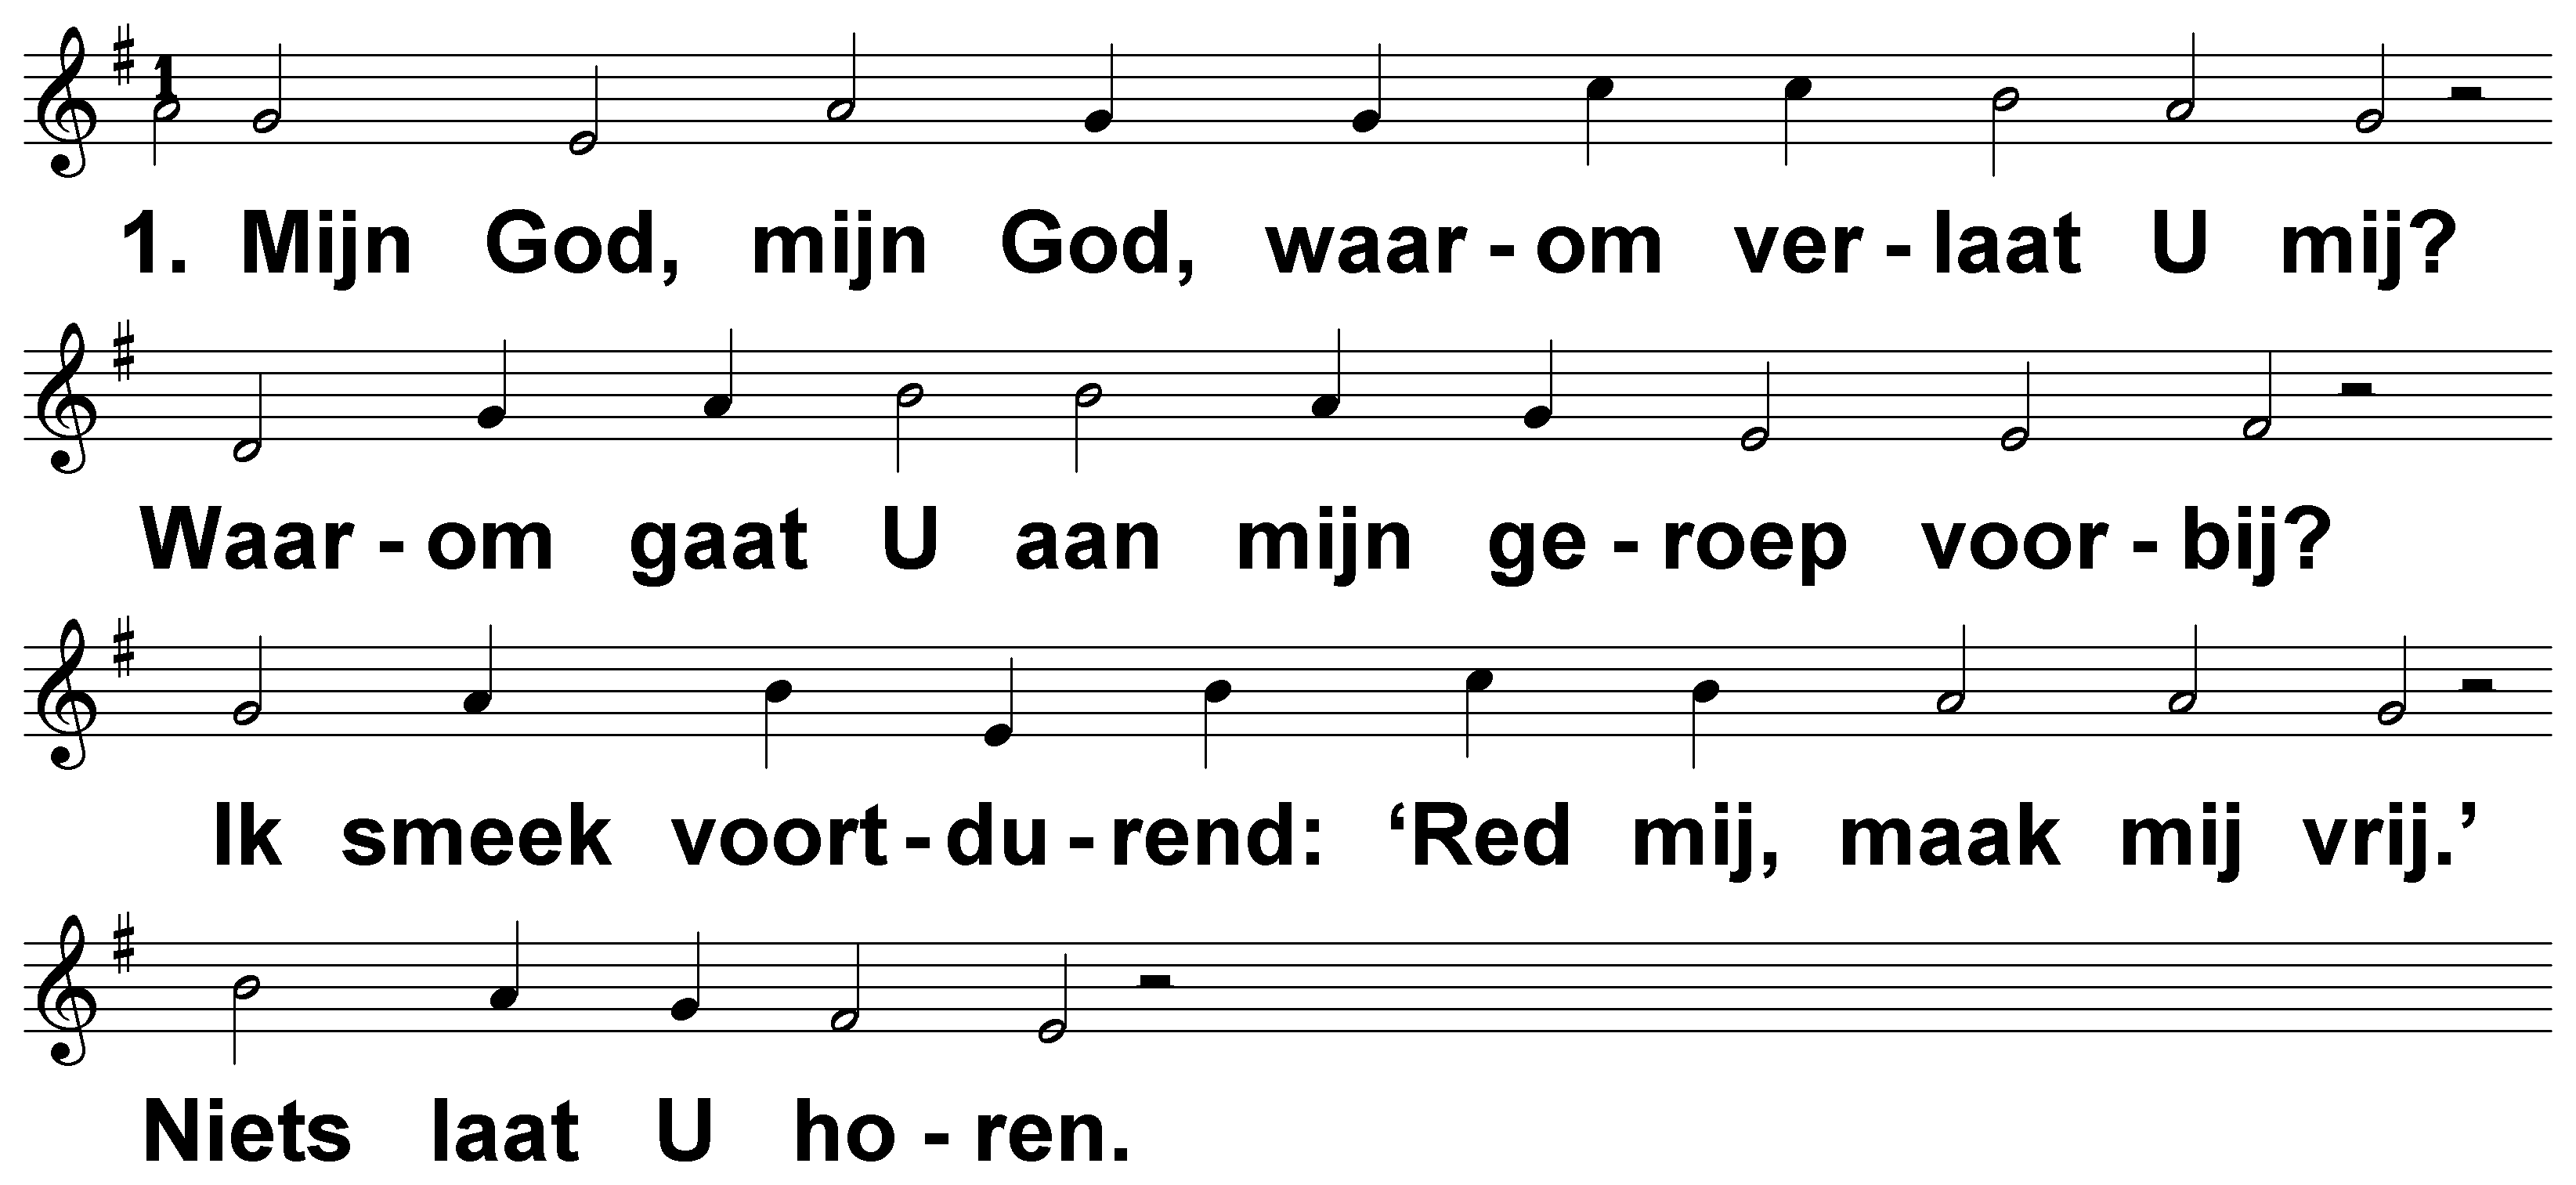 1
1. Mijn God, mijn God, waar - om ver - laat U mij?
Waar - om gaat U aan mijn ge - roep voor - bij?
Ik smeek voort - du - rend: ‘Red mij, maak mij vrij.’
Niets laat U ho - ren.